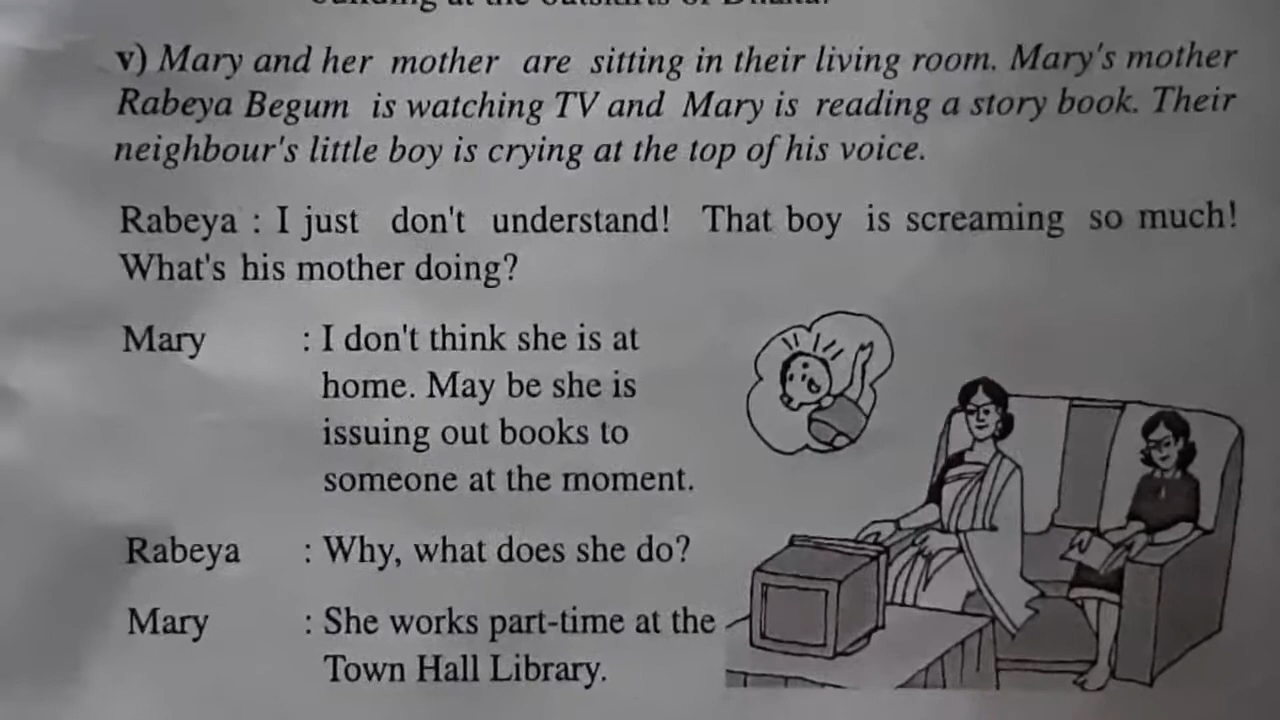 v) Mary and her mother are sitting in their living room. Mary's mother
Rabeya Begum is watching TV and Mary is reading a story book. Their
neighbour's little boy is crying at the top of his voice.
Rabeya : I just don't understand! That boy is screaming so much!
What's his mother doing?
Mary : I don't think she is at
home. May be she is
issuing out books to
someone at the moment.
Rabeya : Why, what does she do?
Mary : She works part-time at the
Town Hall Library.